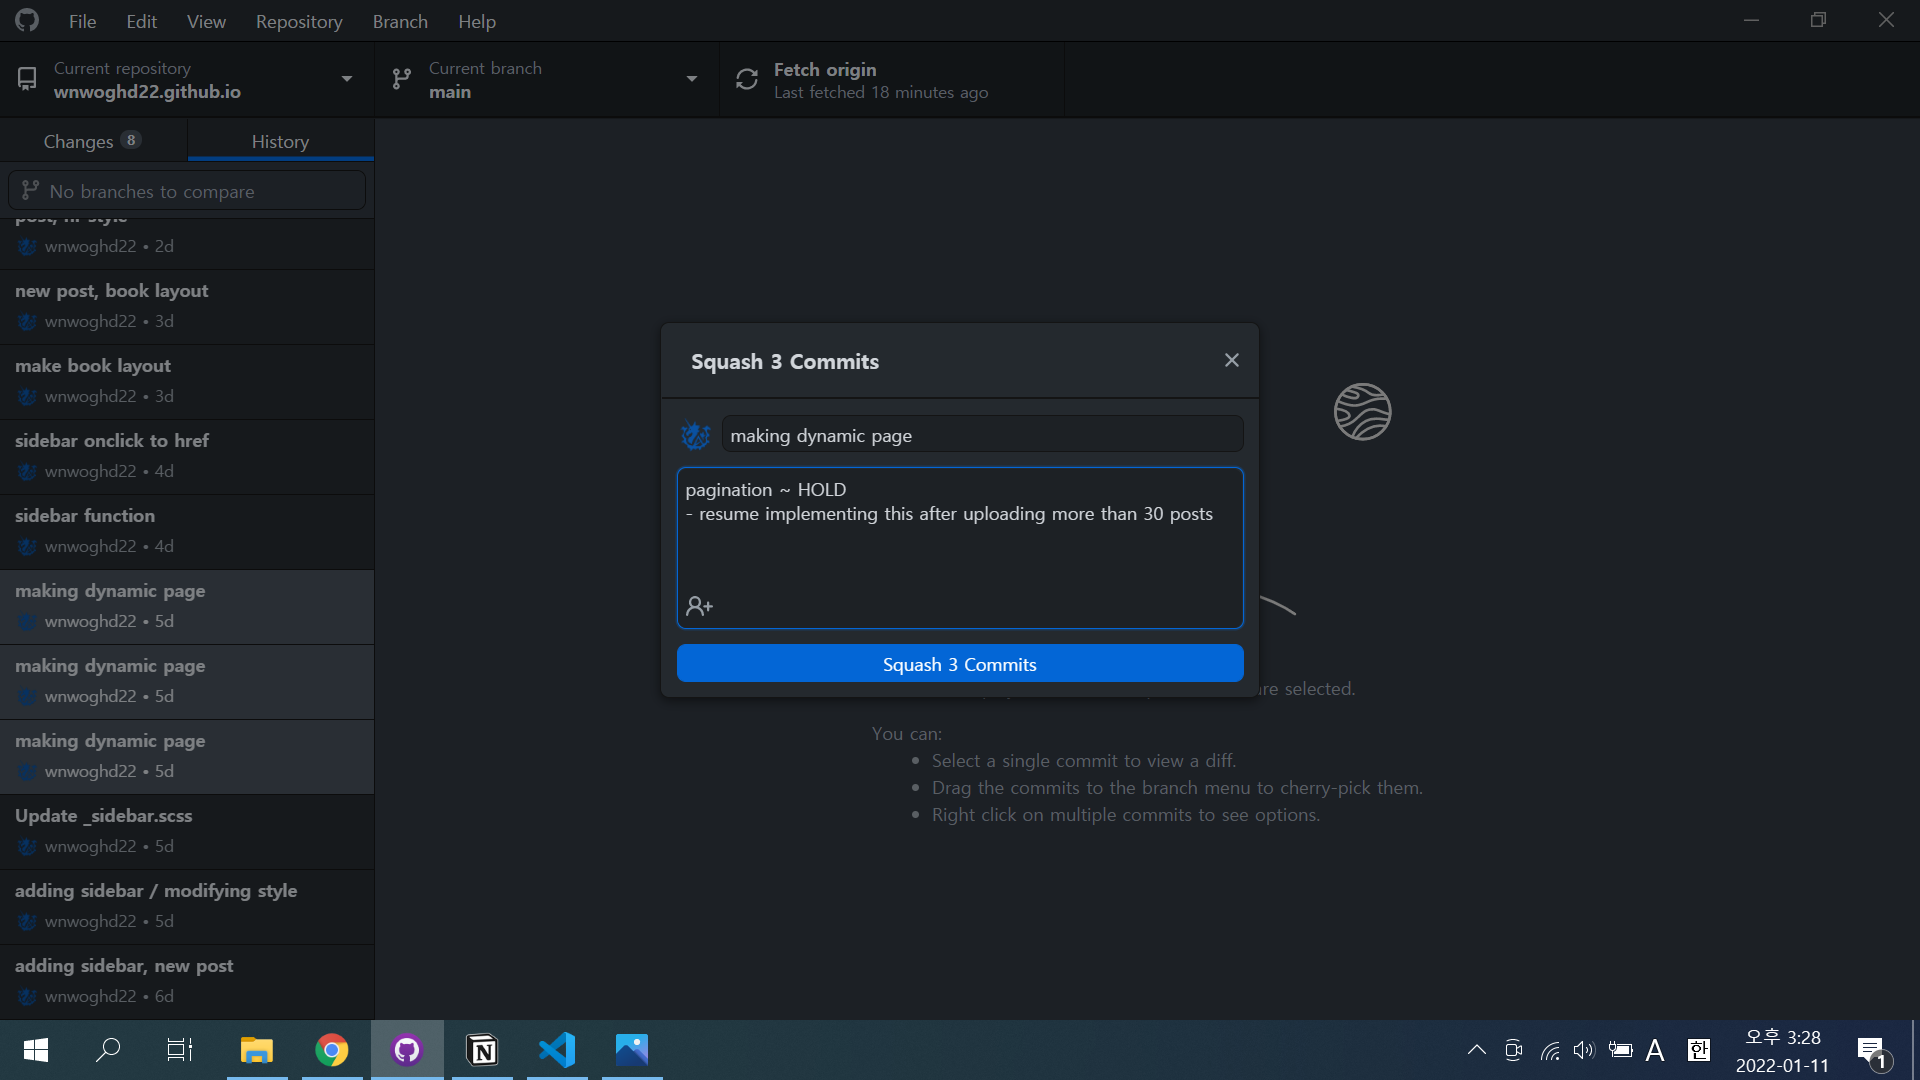 File Edit View Repository Branch Help
Current repository
wnwoghd22.github.io
Current branch
main
Fetch origin
Last fetched 18 minutes ago
Changes 8
History
No branches to compare
wnwoghd22 • 2d
new post, book layout
wnwoghd22 • 3d
make book layout
wnwoghd22 • 3d
sidebar onclick to href
wnwoghd22 • 4d
sidebar function
wnwoghd22 • 4d
making dynamic page
wnwoghd22 • 5d
making dynamic page
wnwoghd22 • 5d
making dynamic page
wnwoghd22 • 5d
Update _sidebar.scss
wnwoghd22 • 5d
adding sidebar / modifying style
wnwoghd22 • 5d
adding sidebar, new post
wnwoghd22 • 6d
Squash 3 Commits
making dynamic page
pagination ~ HOLD
- resume implementing this after uploading more than 30 posts
Squash 3 Commits
are selected.
You can:
Select a single commit to view a diff.
Drag the commits to the branch menu to cherry-pick them.
Right click on multiple commits to see options.
N
A 한
오후 3:28
2022-01-11
1